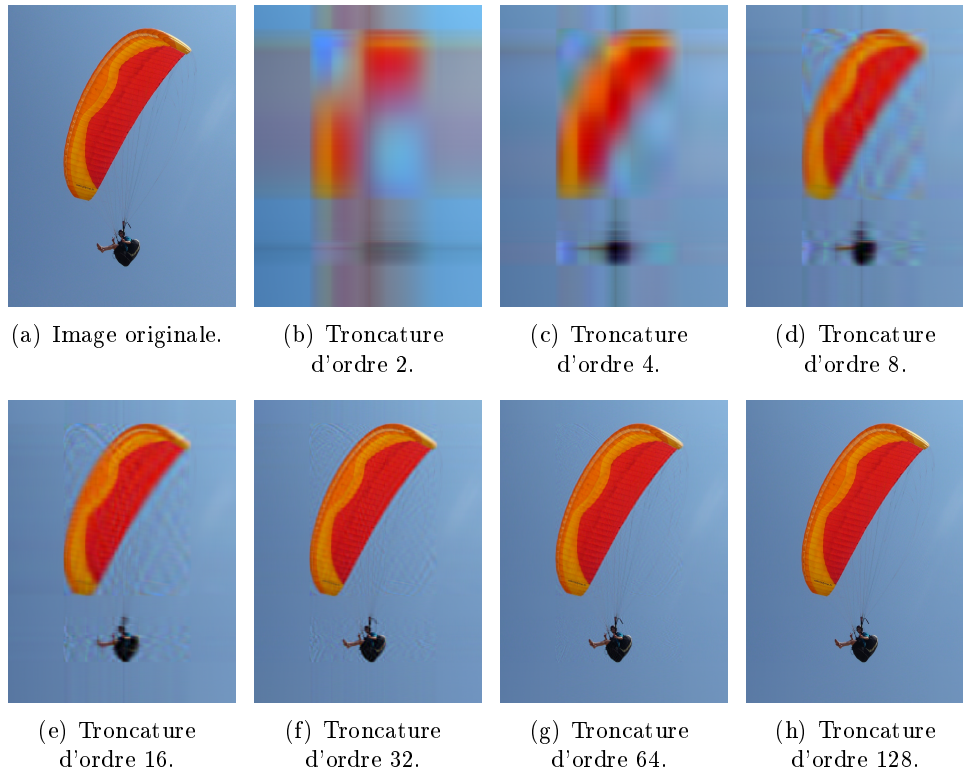 (a) Image originale.
(b) Troncature
d'ordre 2.
(c) Troncature
d'ordre 4.
(d) Troncature
d'ordre 8.
(e) Troncature
d'ordre 16.
(f) Troncature
d'ordre 32.
(g) Troncature
d'ordre 64.
(h) Troncature
d'ordre 128.